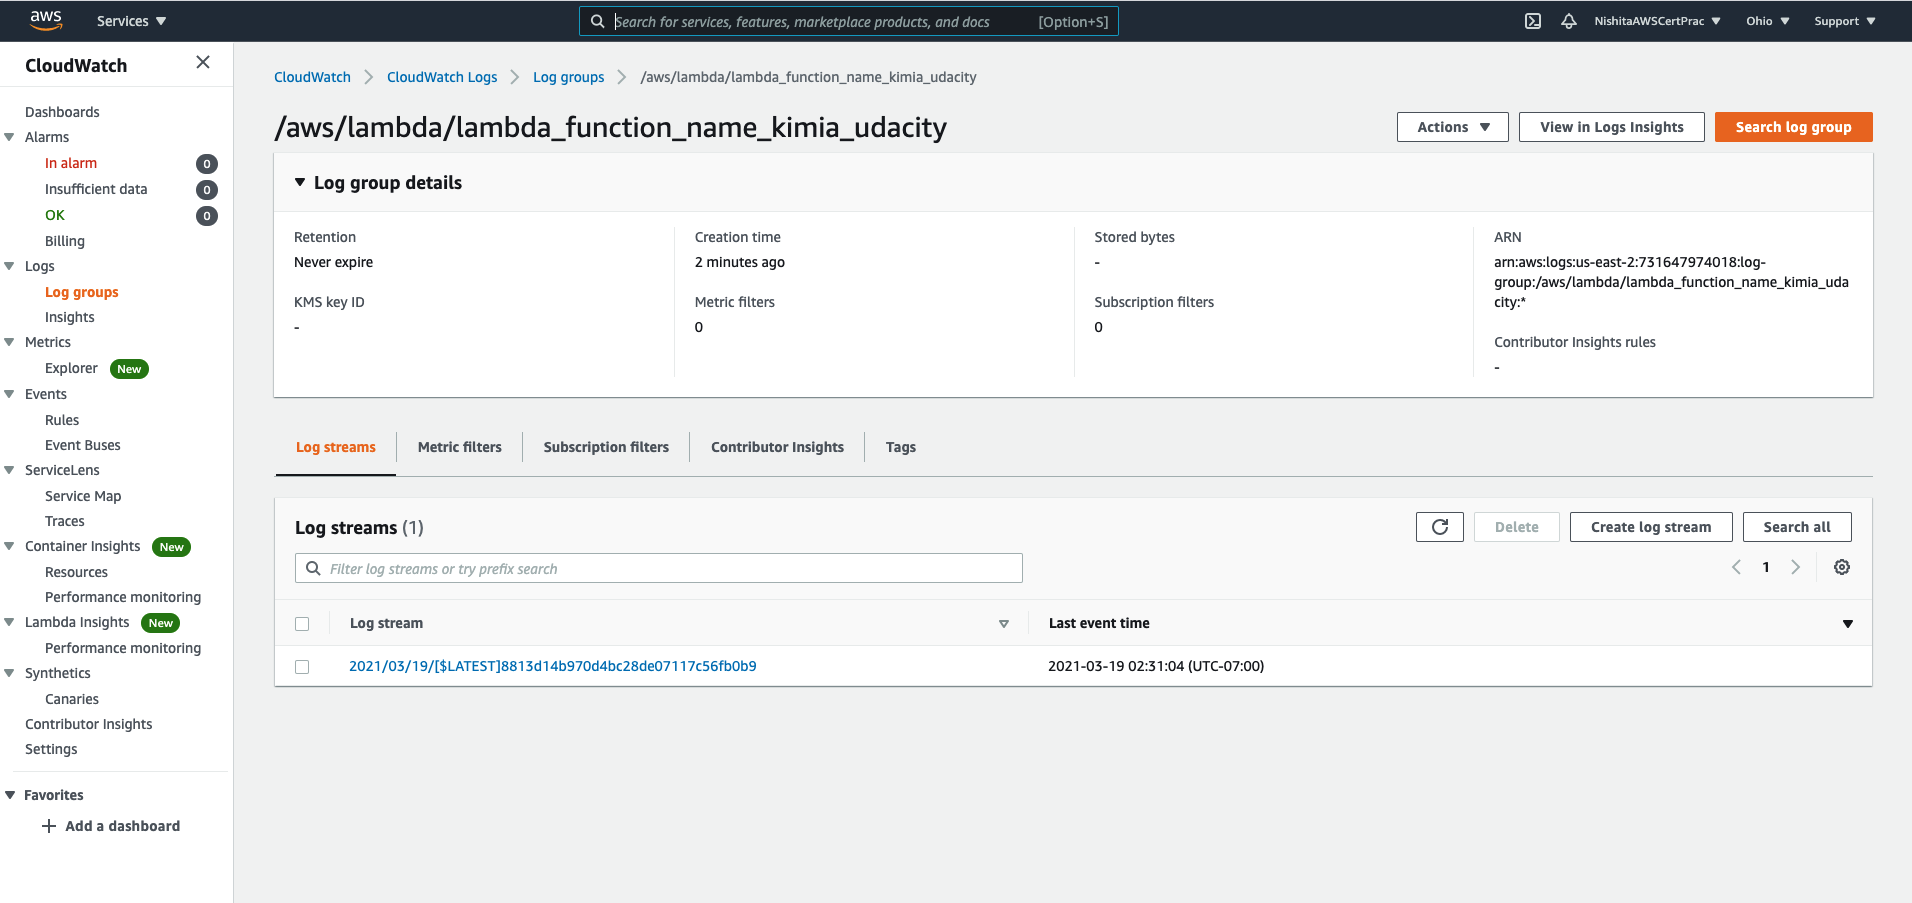 aws
Services
Search for services, features, marketplace products, and docs
[Option+S]
NishitaAWSCertPrac
Ohio
Support
CloudWatch
Dashboards
Alarms
In alarm
0
Insufficient data
0
OK
0
Billing
Logs
Log groups
Insights
Metrics
Explorer
New
Events
Rules
Event Buses
ServiceLens
Service Map
Traces
Container Insights
New
Resources
Performance monitoring
Lambda Insights
New
Performance monitoring
Synthetics
Canaries
Contributor Insights
Settings
Favorites
Add a dashboard
CloudWatch
CloudWatch Logs
Log groups
/aws/lambda/lambda_function_name_kimia_udacity
/aws/lambda/lambda_function_name_kimia_udacity
Actions
View in Logs Insights
Search log group
Log group details
Retention
Never expire
KMS key ID
-
Creation time
2 minutes ago
Metric filters
0
Stored bytes
-
Subscription filters
0
ARN
arn:aws:logs:us-east-2:731647974018:log-
group:/aws/lambda/lambda_function_name_kimia_uda
city:*
Contributor Insights rules
-
Log streams
Metric filters
Subscription filters
Contributor Insights
Tags
Log streams (1)
Delete
Create log stream
Search all
Filter log streams or try prefix search
1
Log stream
Last event time
2021/03/19/[$LATEST]8813d14b970d4bc28de07117c56fb0b9
2021-03-19 02:31:04 (UTC-07:00)